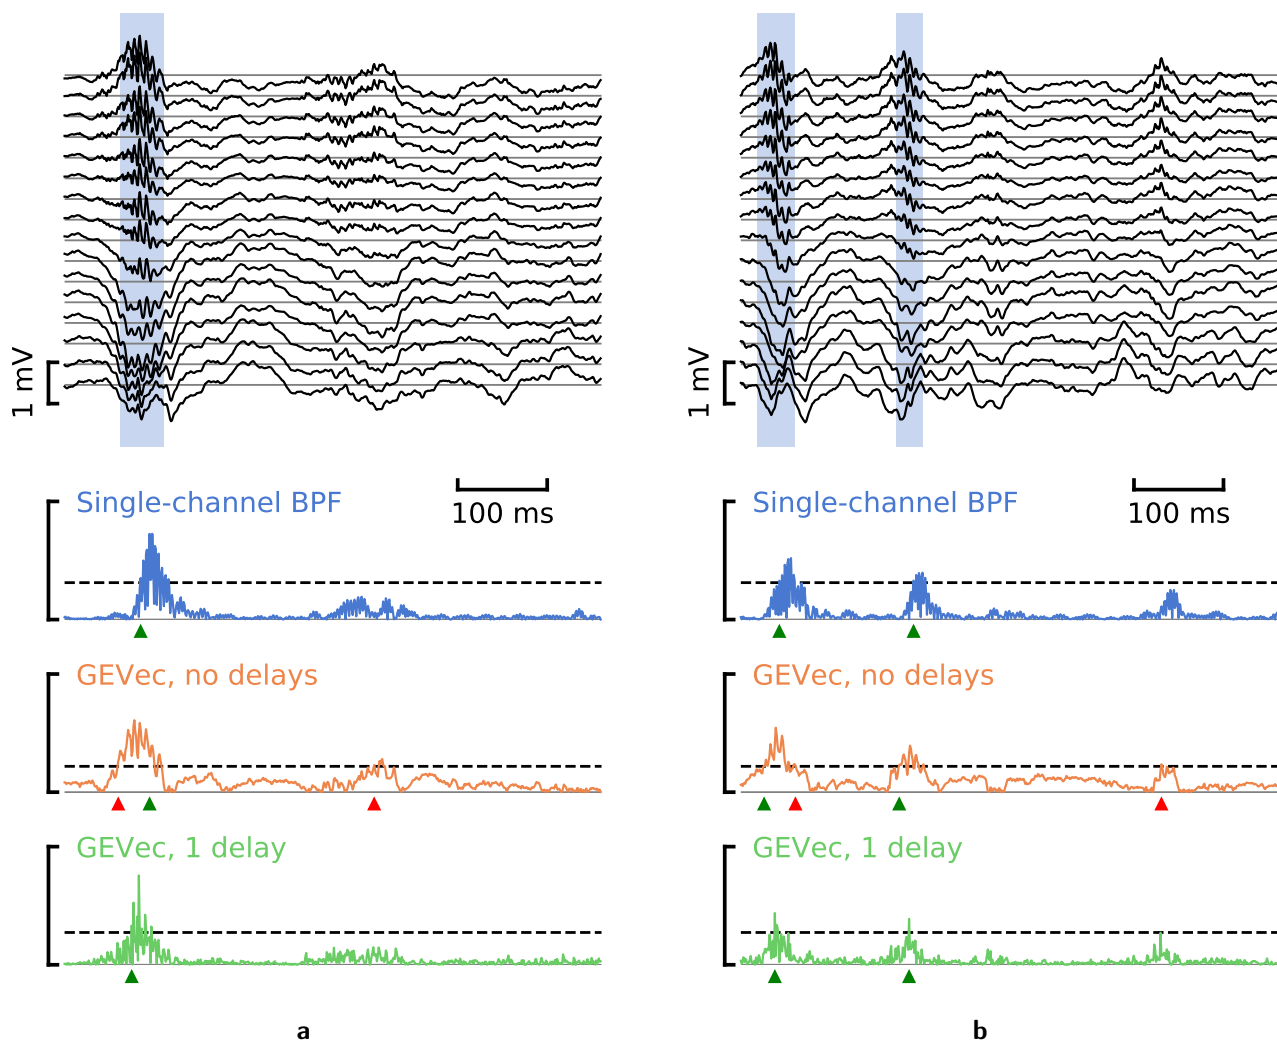 1 mV
1 mV
Single-channel BPF
100 ms
Single-channel BPF
100 ms
GEVec, no delays
GEVec, no delays
GEVec, 1 delay
GEVec, 1 delay
a
b